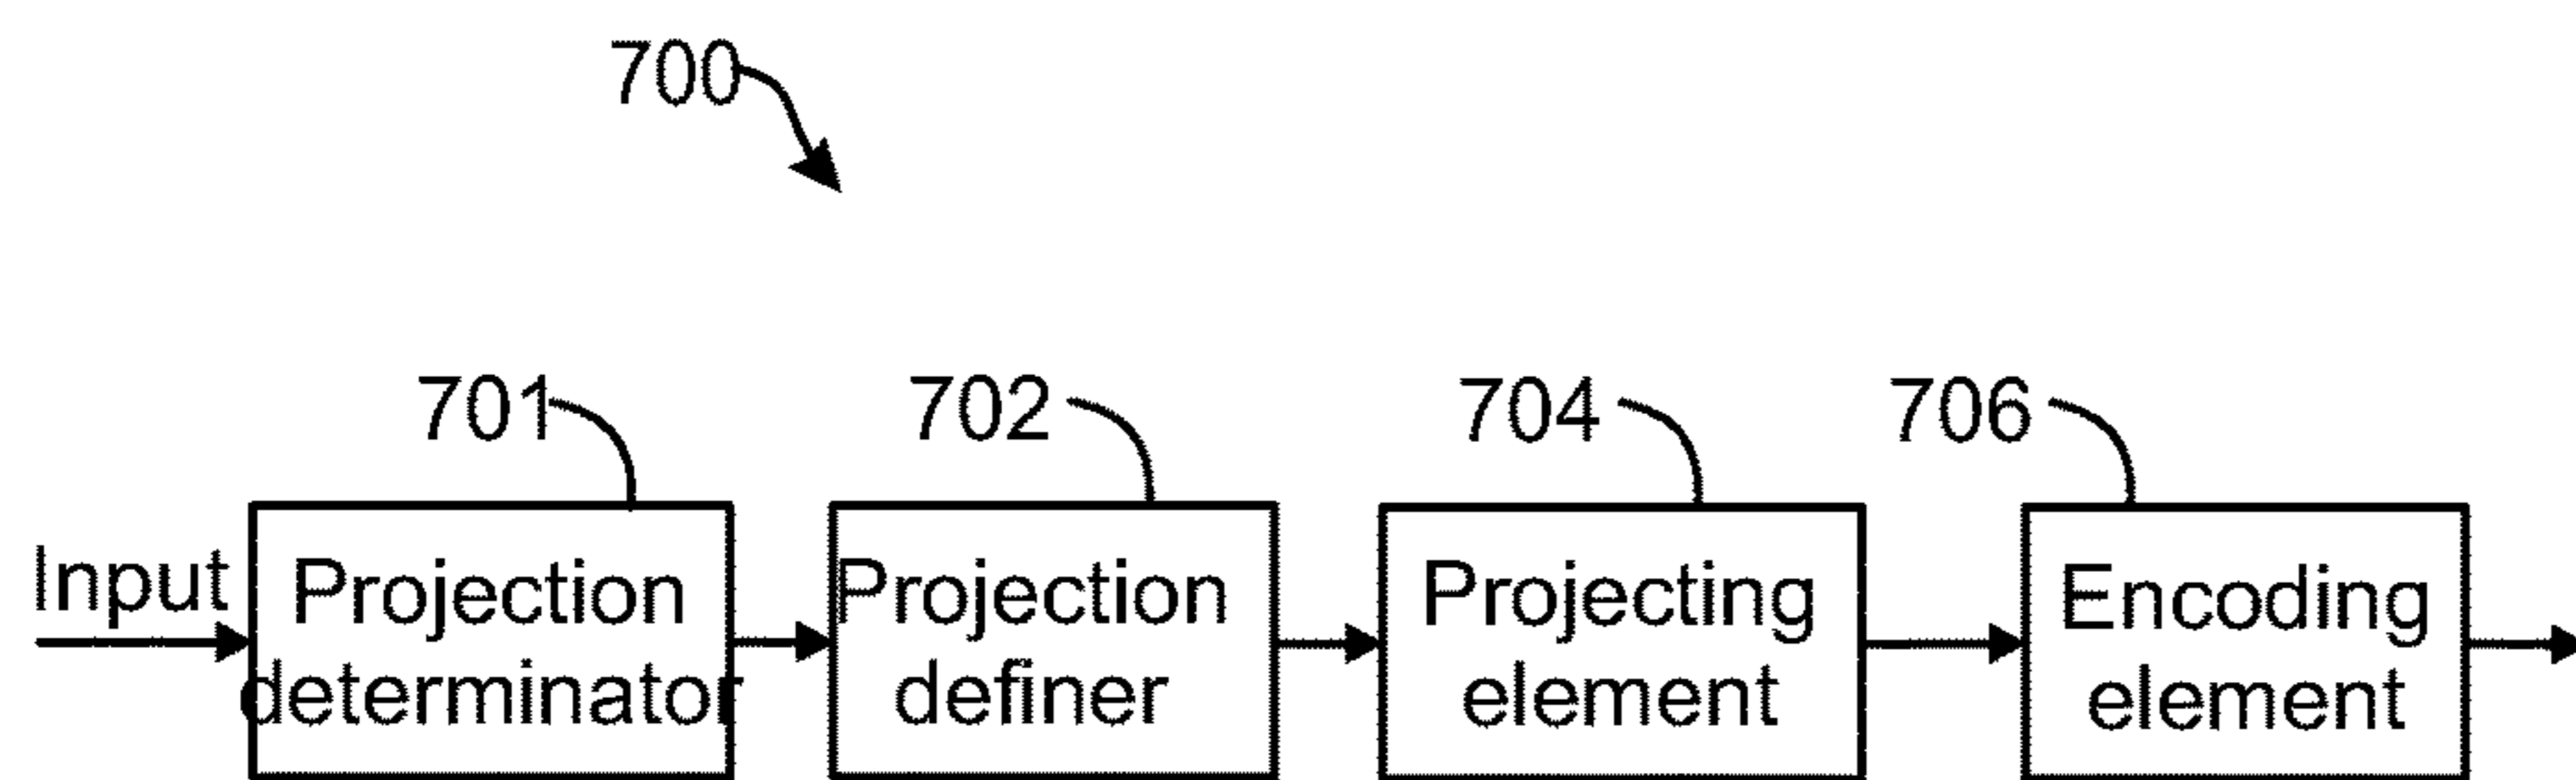 700
701
702
704
706
Input
Projection
determinator
Projection
definer
Projecting
element
Encoding
element